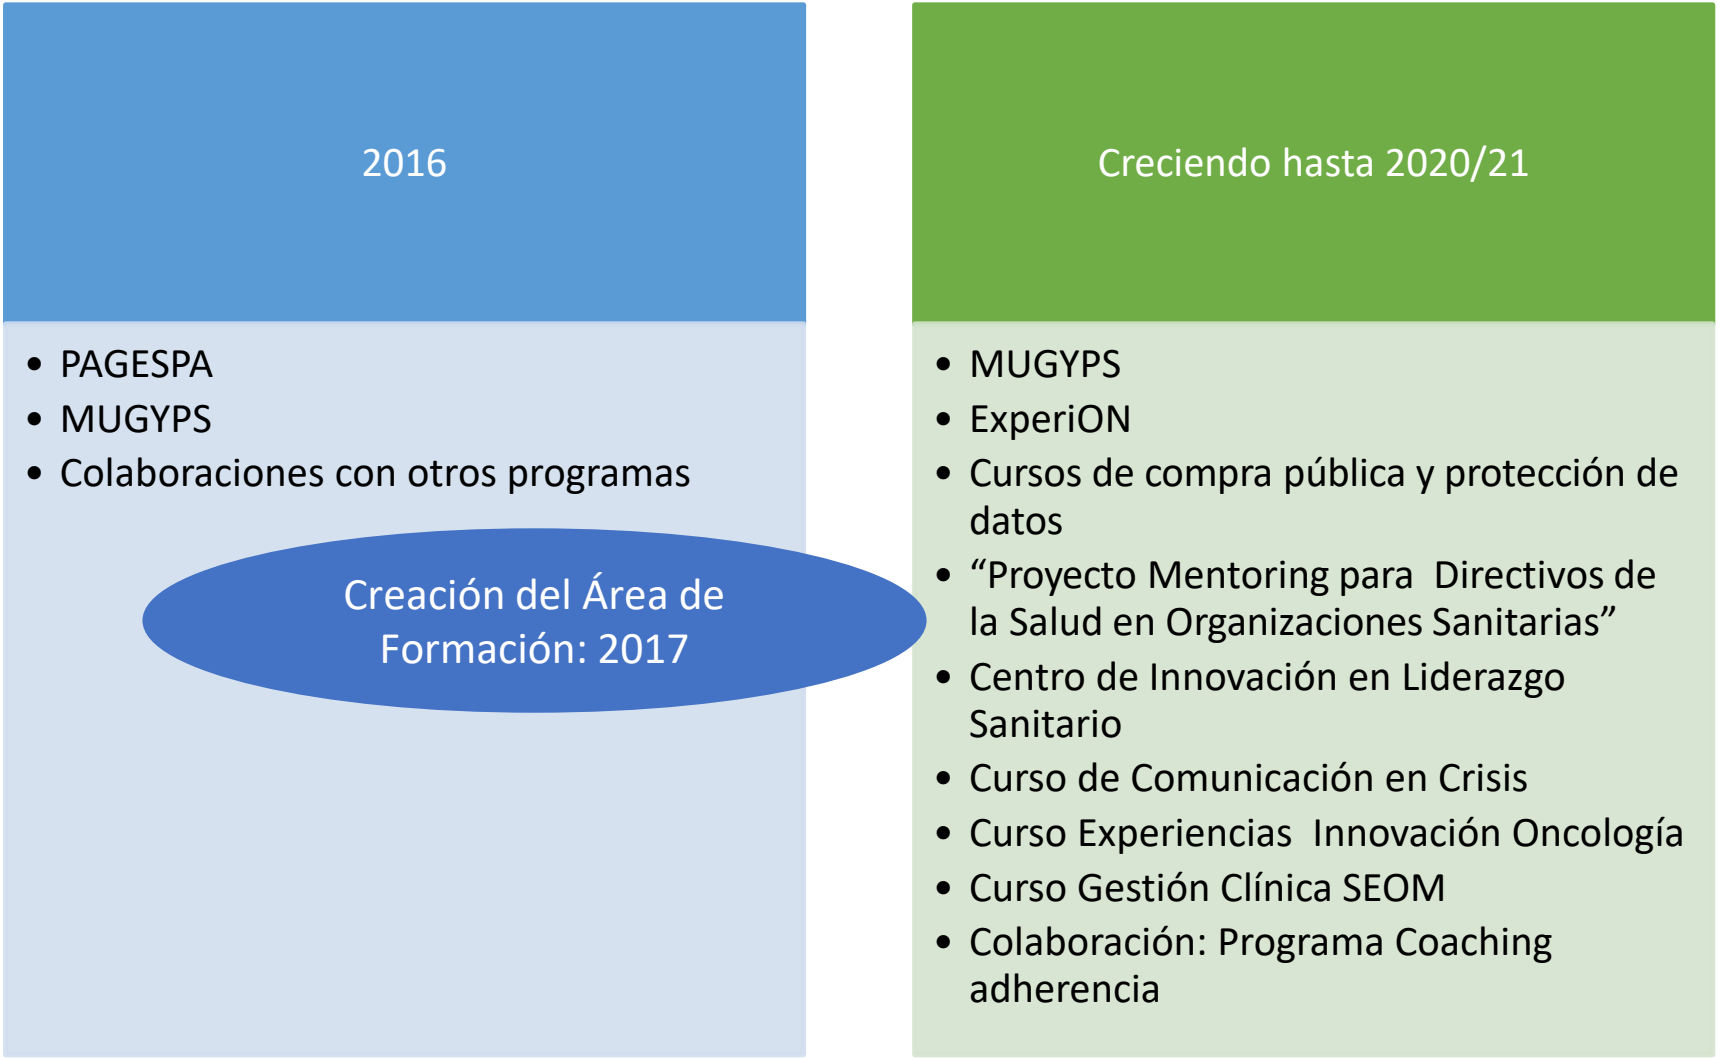 2016
• PAGESPA
• MUGYPS
• Colaboraciones con otros programas
Creación del Área de
Formación: 2017
Creciendo hasta 2020/21
• MUGYPS
• ExperiON
• Cursos de compra pública y protección de
datos
• “Proyecto Mentoring para  Directivos de
la Salud en Organizaciones Sanitarias”
• Centro de Innovación en Liderazgo
Sanitario
• Curso de Comunicación en Crisis
• Curso Experiencias  Innovación Oncología
• Curso Gestión Clínica SEOM
• Colaboración: Programa Coaching
adherencia